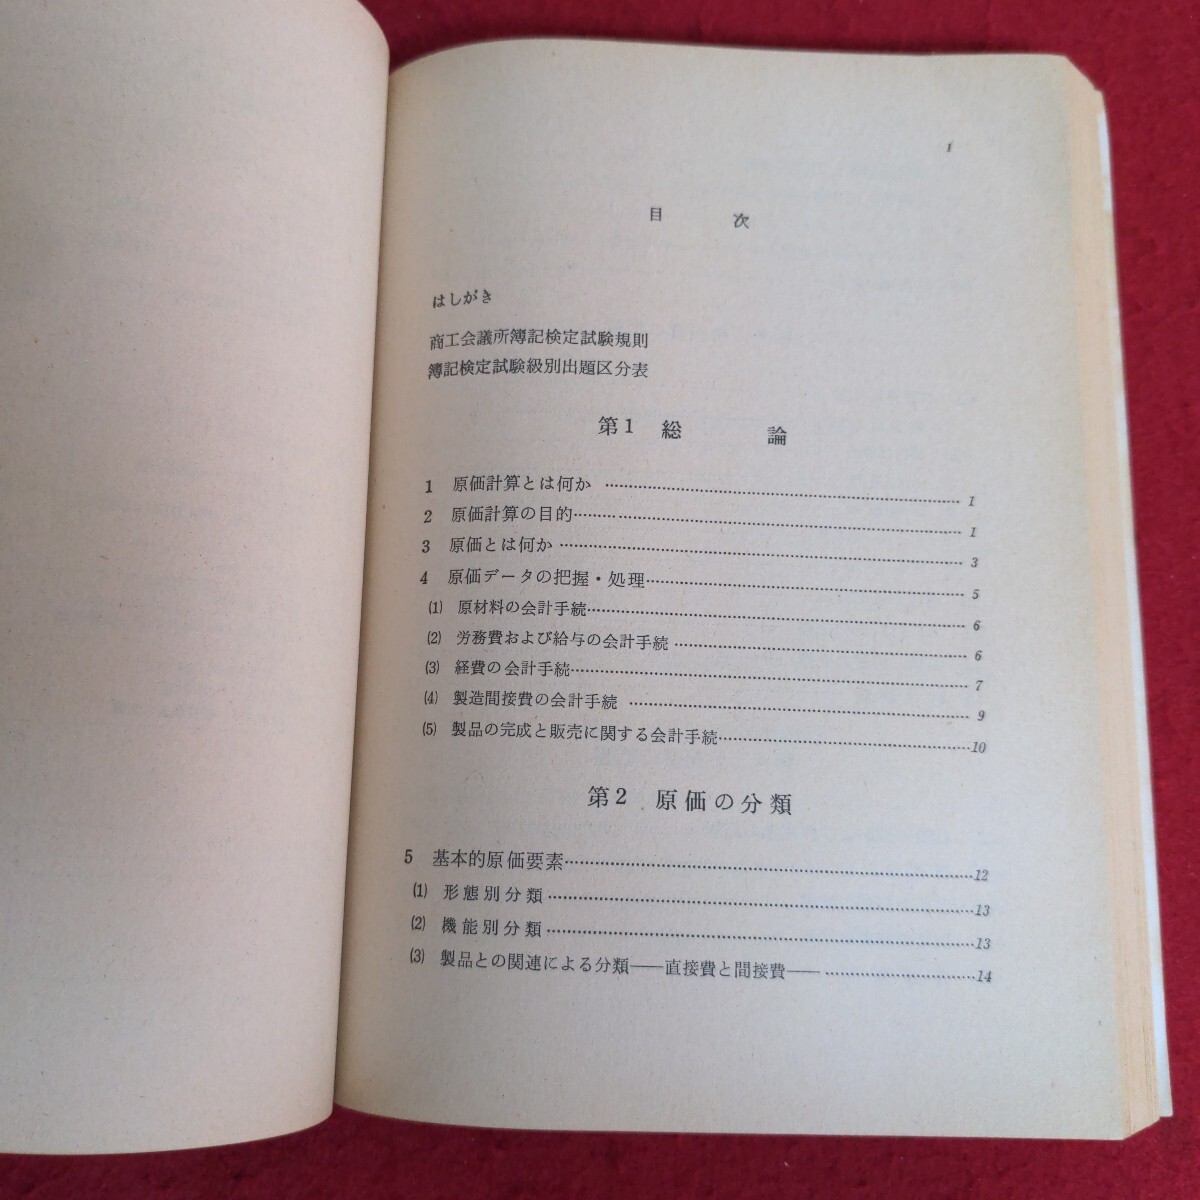 1
目次
はしがき
商工会議所簿記検定試験規則
簿記検定試験級別出題区分表
第1 総論
1 原価計算とは何か ………………………… 1
2 原価計算の目的………………………… 1
3 原価とは何か ………………………… 3
4 原価データの把握・処理………………………… 5
⑴ 原材料の会計手続………………………… 6
⑵ 労務費および給与の会計手続 ………………………… 6
⑶ 経費の会計手続………………………… 7
⑷ 製造間接費の会計手続 ………………………… 9
⑸ 製品の完成と販売に関する会計手続………………………… 10
第2 原価の分類
5 基本的原価要素………………………… 12
⑴ 形態別分類………………………… 13
⑵ 機能別分類………………………… 13
⑶ 製品との関連による分類——直接費と間接費—— ………………… 14